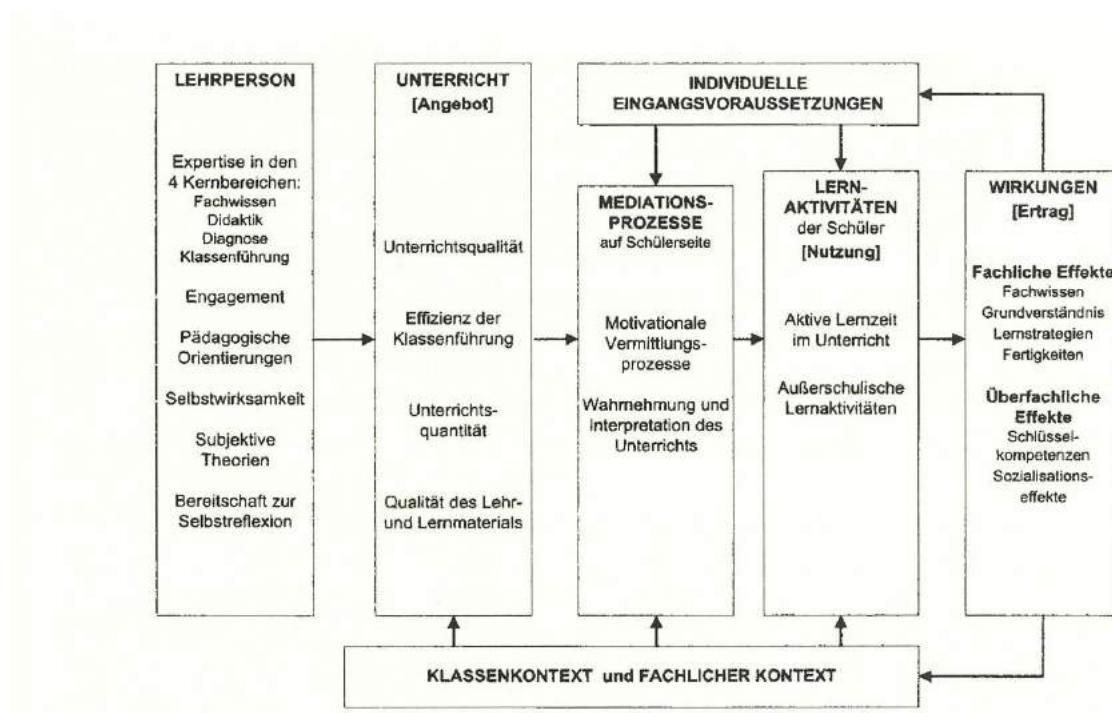 LEHRPERSON
Expertise in den
4 Kernbereichen:
Fachwissen
Didaktik
Diagnose
Klassenführung
Engagement
Pädagogische
Orientierungen
Selbstwirksamkeit
Subjektive
Theorien
Bereitschaft zur
Selbstreflexion
UNTERRICHT
[Angebot]
Unterrichtsqualität
Effizienz der
Klassenführung
Unterrichts-
quantität
Qualität des Lehr-
und Lernmaterials
INDIVIDUELLE
EINGANGSVORAUSSETZUNGEN
MEDIATIONS-
PROZESSE
auf Schülerseite
Motivationale
Vermittlungs-
prozesse
Wahrnehmung und
Interpretation des
Unterrichts
LERN-
AKTIVITÄTEN
der Schüler
[Nutzung]
Aktive Lernzeit
im Unterricht
Außerschulische
Lernaktivitäten
WIRKUNGEN
[Ertrag]
Fachliche Effekte
Fachwissen
Grundverständnis
Lernstrategien
Fertigkeiten
Überfachliche
Effekte
Schlüssel-
kompetenzen
Sozialisations-
effekte
KLASSENKONTEXT und FACHLICHER KONTEXT